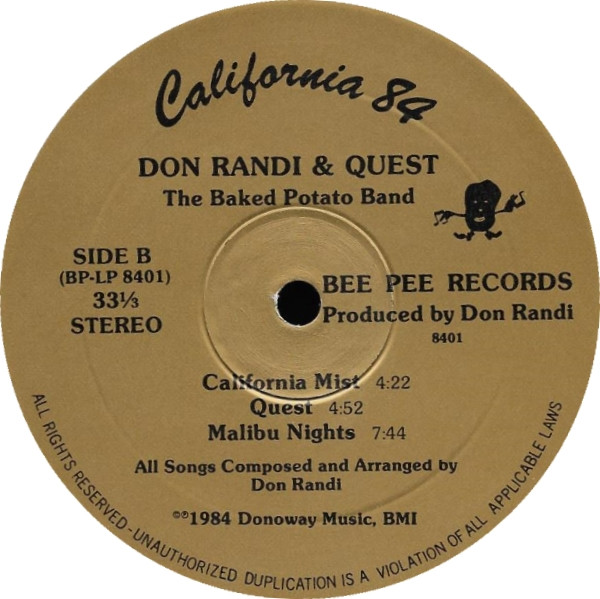 California 84
DON RANDI & QUEST
The Baked Potato Band
SIDE B
(BP-LP 8401)
33⅓
STEREO
BEE PEE RECORDS
Produced by Don Randi
8401
California Mist 4:22
Quest 4:52
Malibu Nights 7:44
All Songs Composed and Arranged by
Don Randi
©℗1984 Donoway Music, BMI
ALL RIGHTS RESERVED - UNAUTHORIZED DUPLICATION IS A VIOLATION OF ALL APPLICABLE LAWS